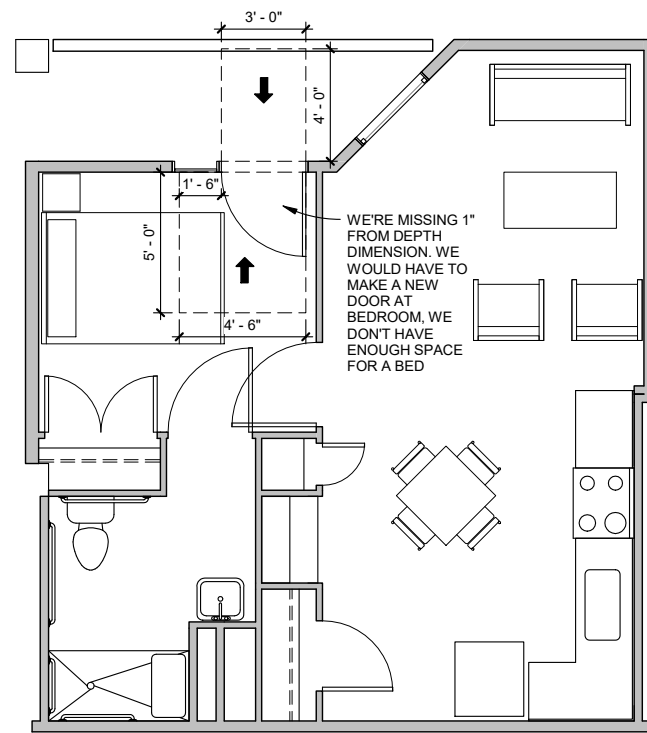 3' - 0"
4' - 0"
1' - 6"
5' - 0"
4' - 6"
WE'RE MISSING 1"
FROM DEPTH
DIMENSION. WE
WOULD HAVE TO
MAKE A NEW
DOOR AT
BEDROOM, WE
DON'T HAVE
ENOUGH SPACE
FOR A BED